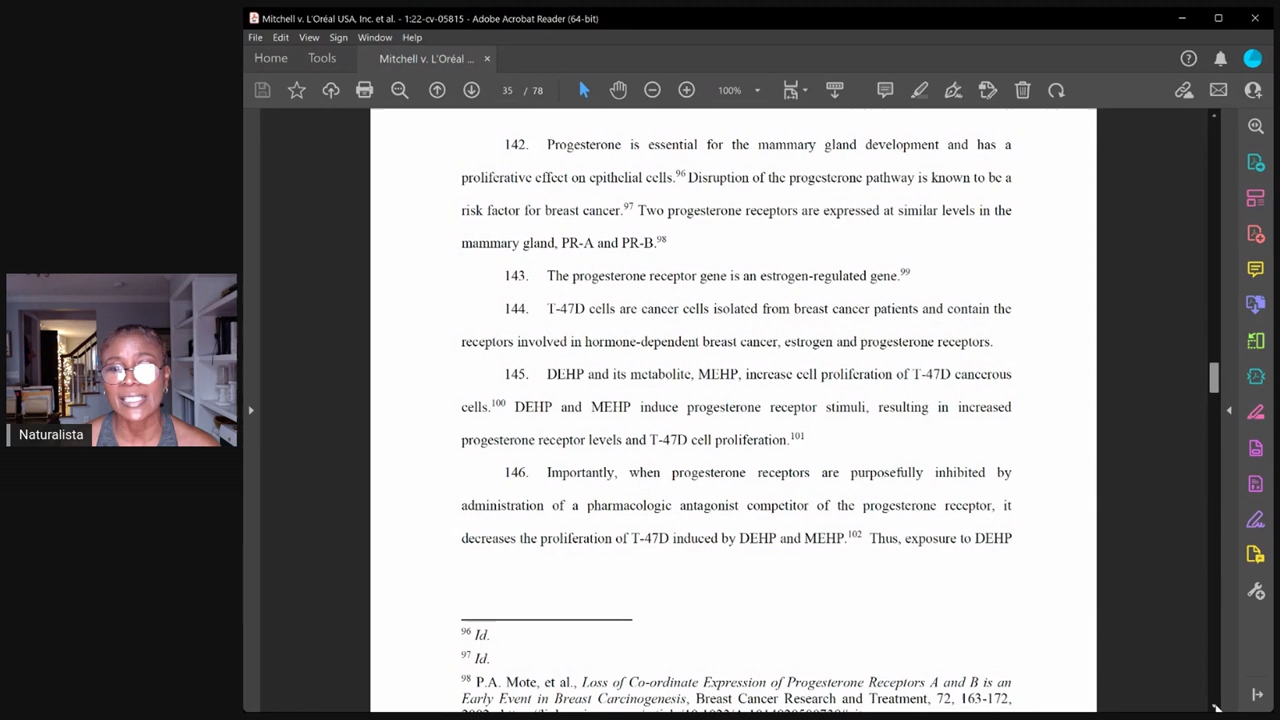 Mitchell v. L'Oréal USA, Inc. et al. - 1:22-cv-05815 - Adobe Acrobat Reader (64-bit)
File Edit View Sign Window Help
Home Tools Mitchell v. L'Oréal ... ×
35 / 78 100%
142. Progesterone is essential for the mammary gland development and has a
proliferative effect on epithelial cells.96 Disruption of the progesterone pathway is known to be a
risk factor for breast cancer.97 Two progesterone receptors are expressed at similar levels in the
mammary gland, PR-A and PR-B.98
143. The progesterone receptor gene is an estrogen-regulated gene.99
144. T-47D cells are cancer cells isolated from breast cancer patients and contain the
receptors involved in hormone-dependent breast cancer, estrogen and progesterone receptors.
145. DEHP and its metabolite, MEHP, increase cell proliferation of T-47D cancerous
cells.100 DEHP and MEHP induce progesterone receptor stimuli, resulting in increased
progesterone receptor levels and T-47D cell proliferation.101
146. Importantly, when progesterone receptors are purposefully inhibited by
administration of a pharmacologic antagonist competitor of the progesterone receptor, it
decreases the proliferation of T-47D induced by DEHP and MEHP.102 Thus, exposure to DEHP
96 Id.
97 Id.
98 P.A. Mote, et al., Loss of Co-ordinate Expression of Progesterone Receptors A and B is an
Early Event in Breast Carcinogenesis, Breast Cancer Research and Treatment, 72, 163-172,
Naturalista